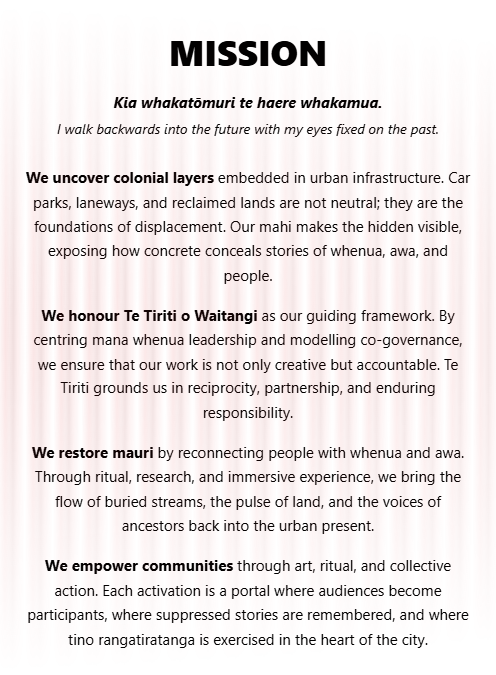 MISSION
Kia whakatōmuri te haere whakamua.
I walk backwards into the future with my eyes fixed on the past.
We uncover colonial layers embedded in urban infrastructure. Car
parks, laneways, and reclaimed lands are not neutral; they are the
foundations of displacement. Our mahi makes the hidden visible,
exposing how concrete conceals stories of whenua, awa, and
people.
We honour Te Tiriti o Waitangi as our guiding framework. By
centring mana whenua leadership and modelling co-governance,
we ensure that our work is not only creative but accountable. Te
Tiriti grounds us in reciprocity, partnership, and enduring
responsibility.
We restore mauri by reconnecting people with whenua and awa.
Through ritual, research, and immersive experience, we bring the
flow of buried streams, the pulse of land, and the voices of
ancestors back into the urban present.
We empower communities through art, ritual, and collective
action. Each activation is a portal where audiences become
participants, where suppressed stories are remembered, and where
tino rangatiratanga is exercised in the heart of the city.